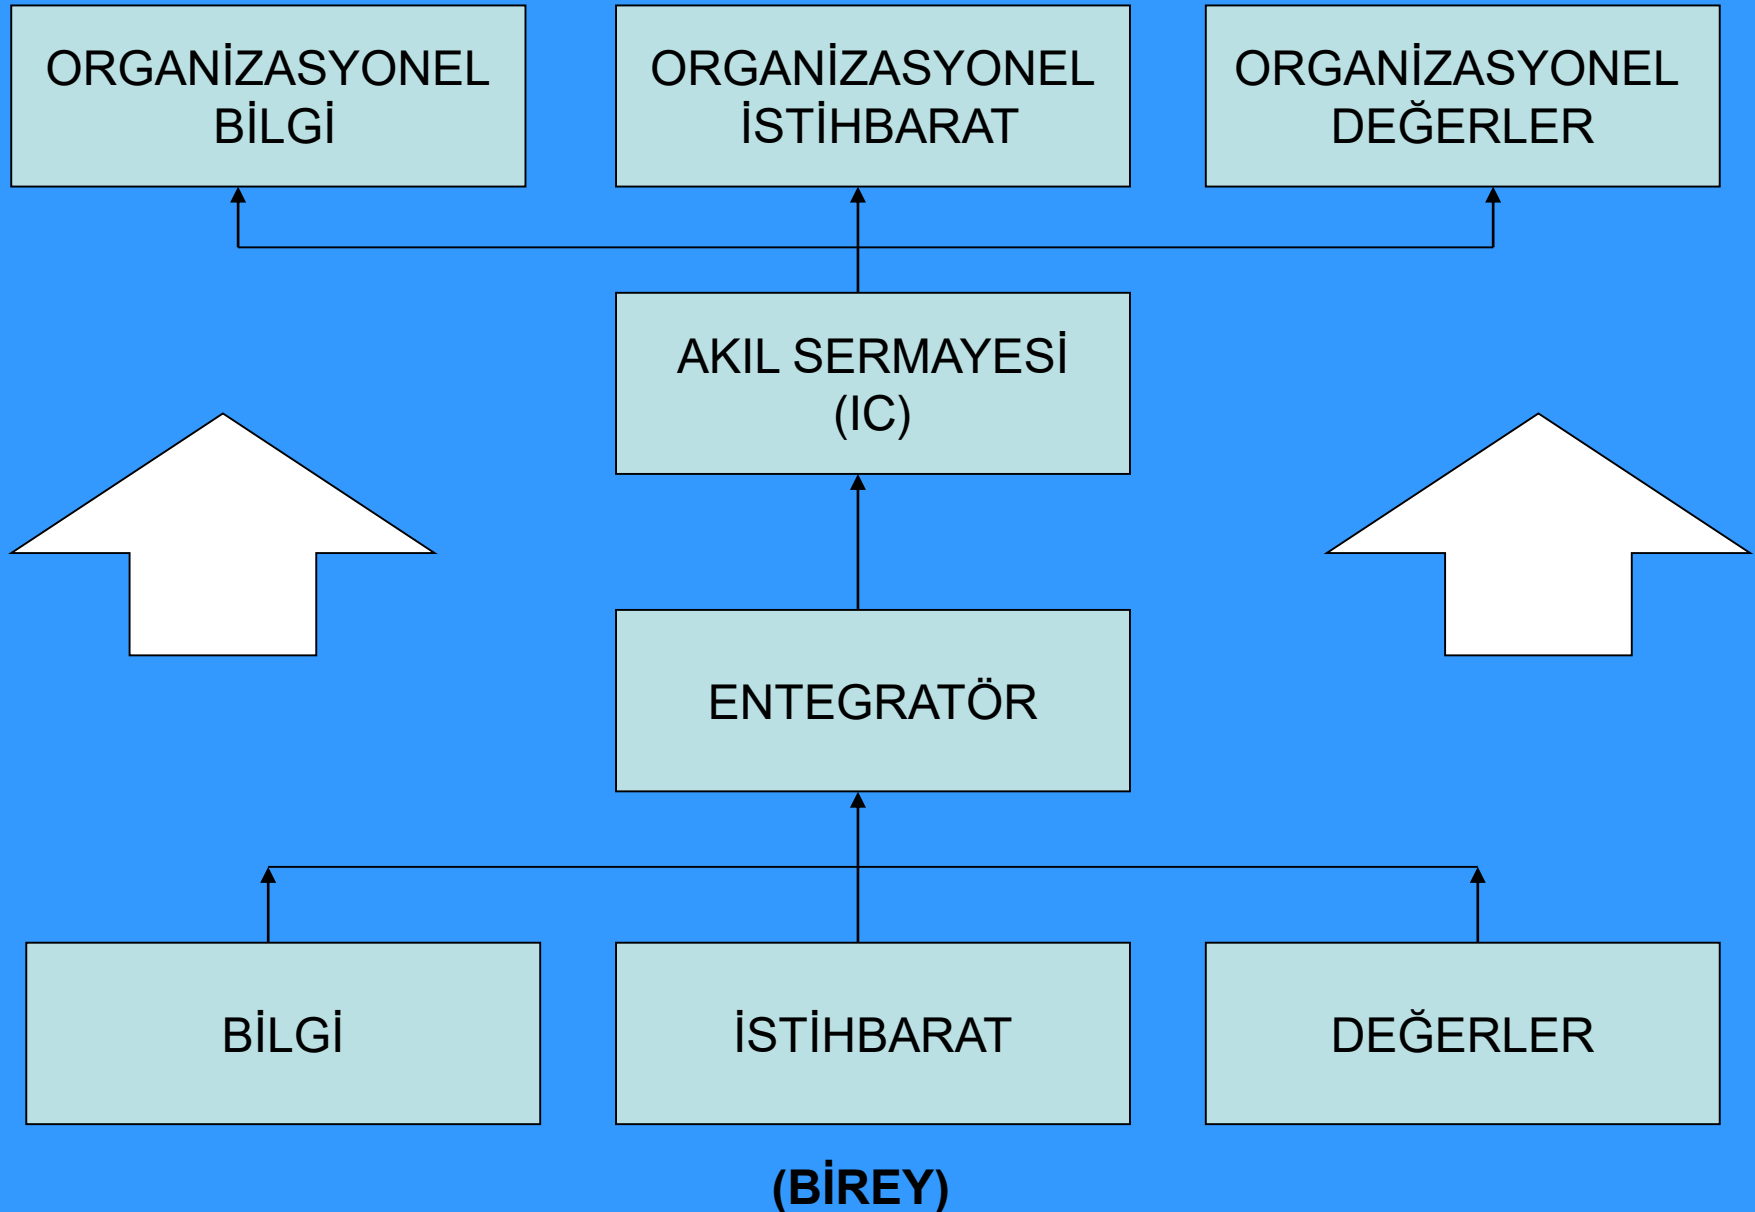 ORGANİZASYONEL
BİLGİ
ORGANİZASYONEL
İSTİHBARAT
ORGANİZASYONEL
DEĞERLER
AKIL SERMAYESİ
(IC)
ENTEGRATÖR
BİLGİ
İSTİHBARAT
DEĞERLER
(BİREY)